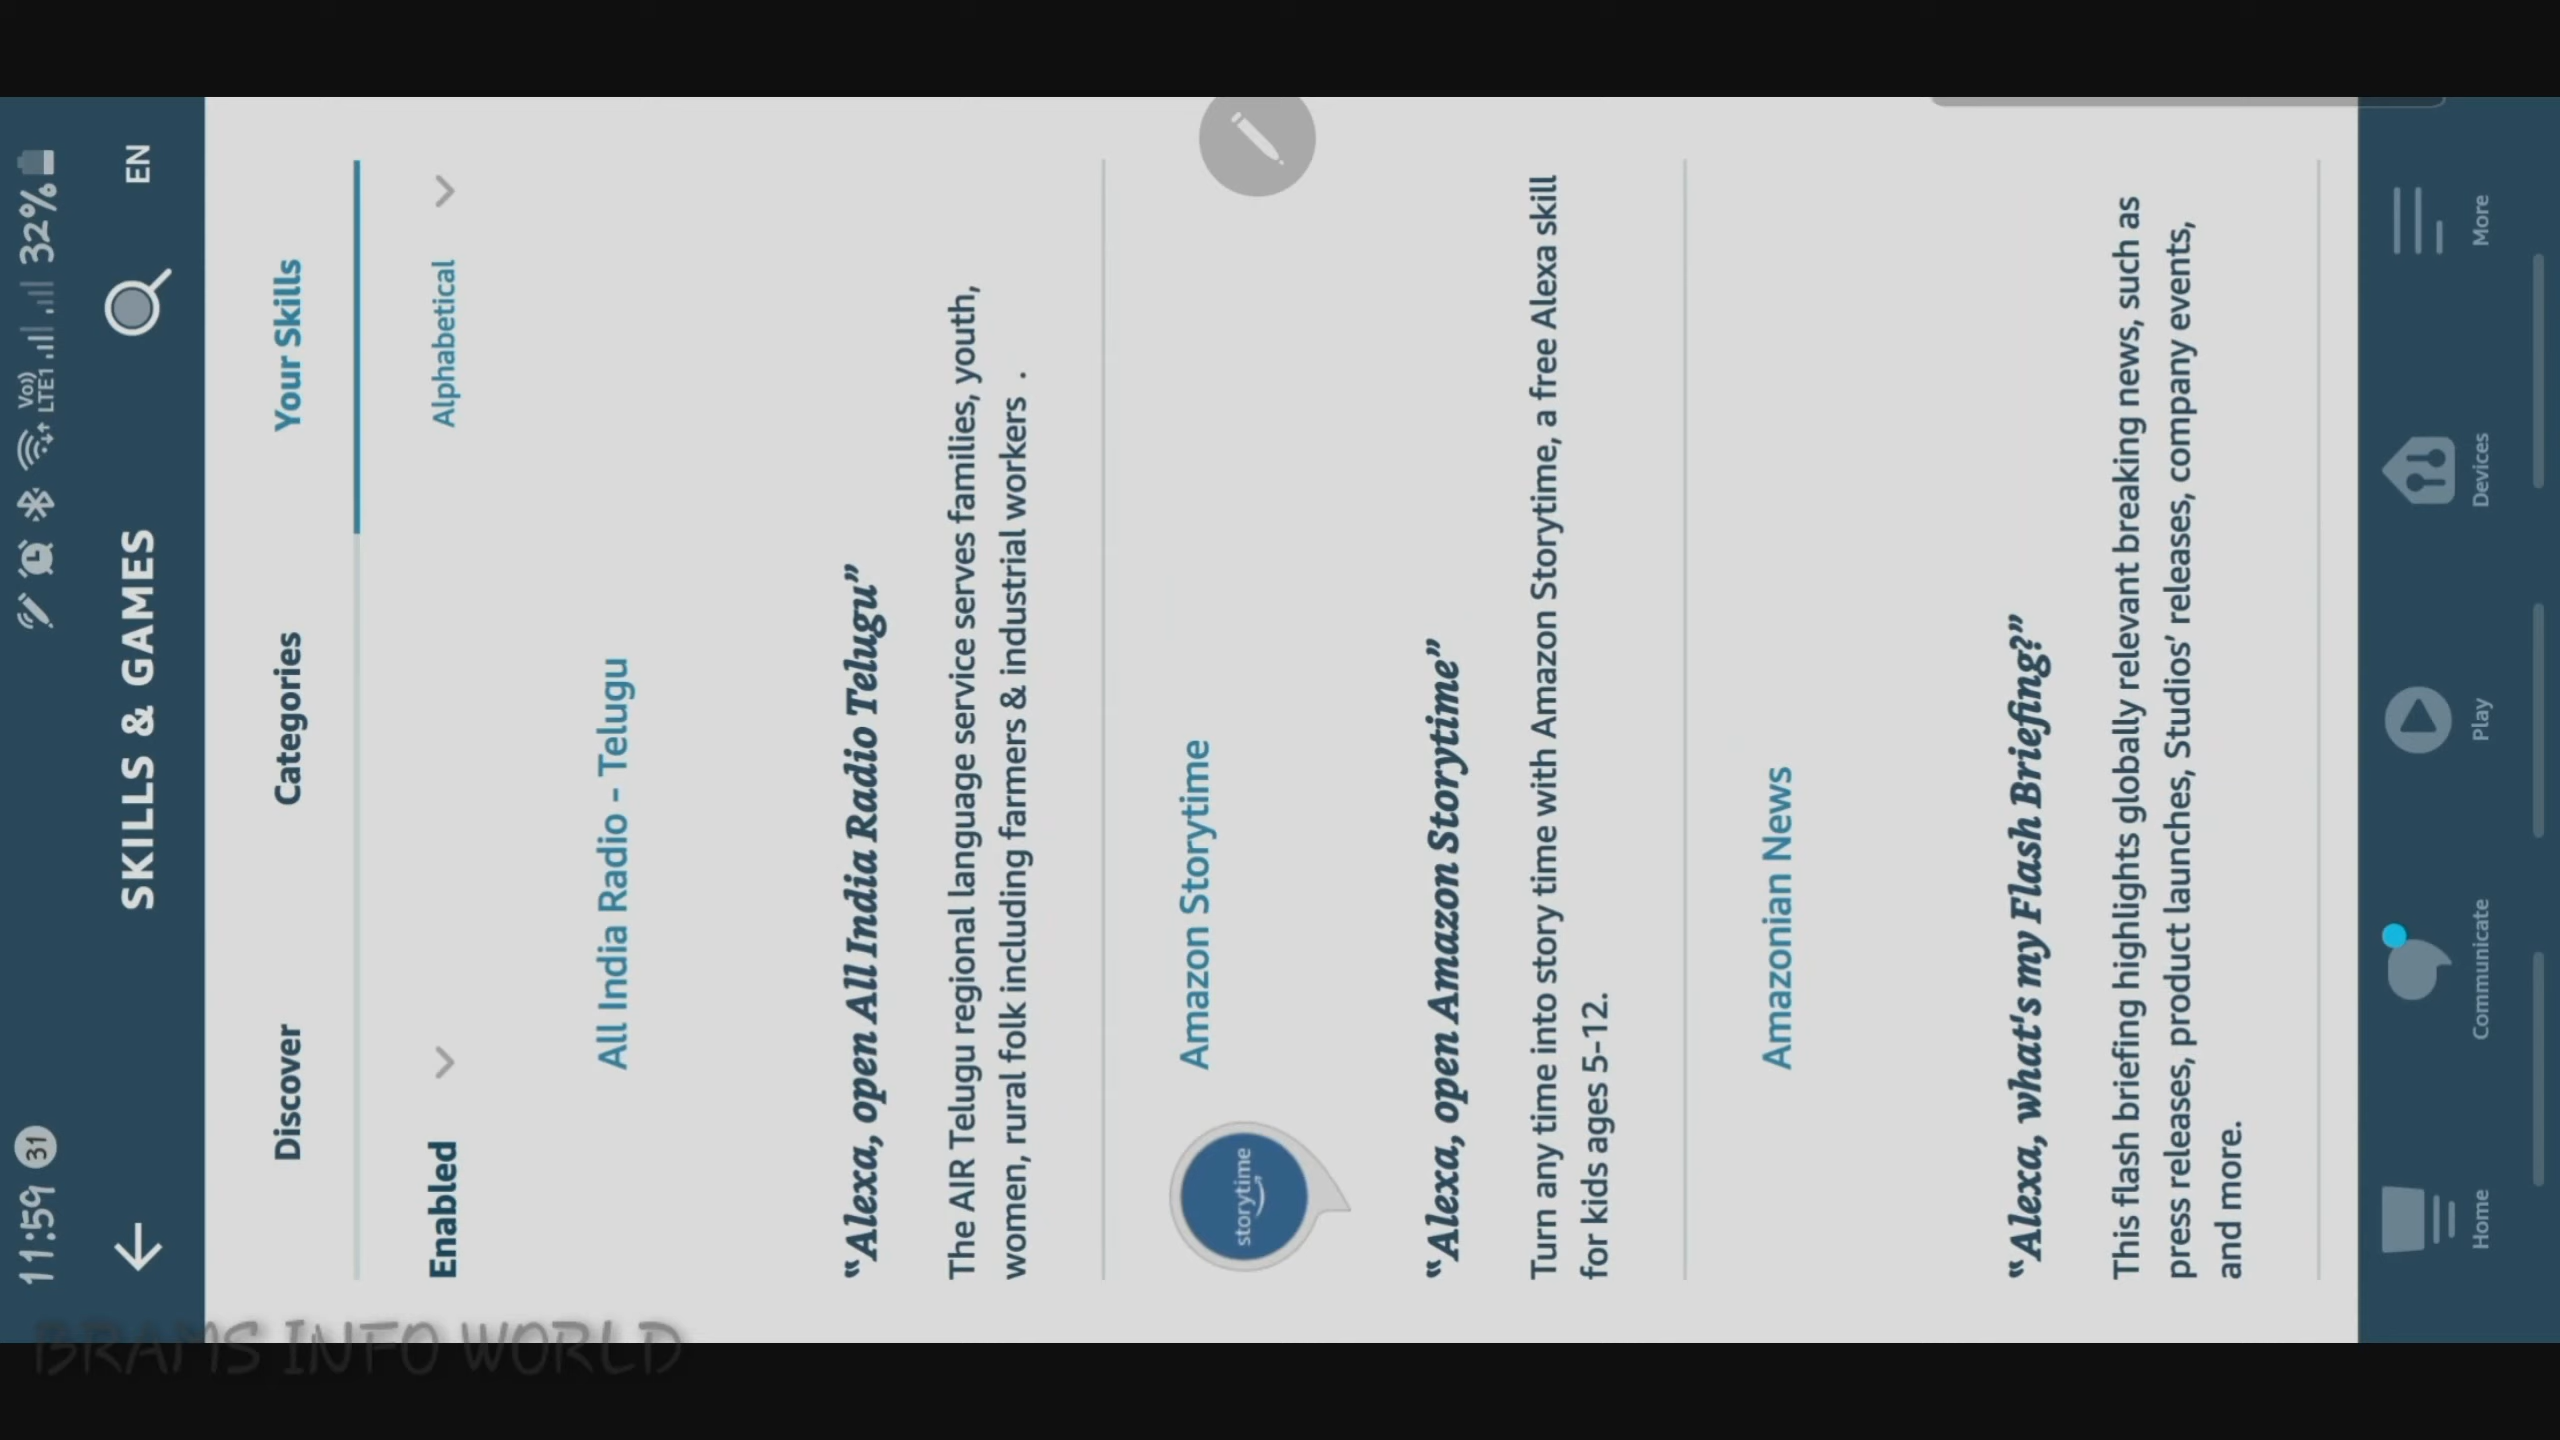 11:59 31 Vo)) LTE1 32%
SKILLS & GAMES EN
Discover Categories Your Skills
Enabled Alphabetical
All India Radio - Telugu
“Alexa, open All India Radio Telugu”
The AIR Telugu regional language service serves families, youth,
women, rural folk including farmers & industrial workers .
Amazon Storytime
storytime
“Alexa, open Amazon Storytime”
Turn any time into story time with Amazon Storytime, a free Alexa skill
for kids ages 5-12.
Amazonian News
“Alexa, what's my Flash Briefing?”
This flash briefing highlights globally relevant breaking news, such as
press releases, product launches, Studios’ releases, company events,
and more.
Home Communicate Play Devices More
BRAMS INFO WORLD